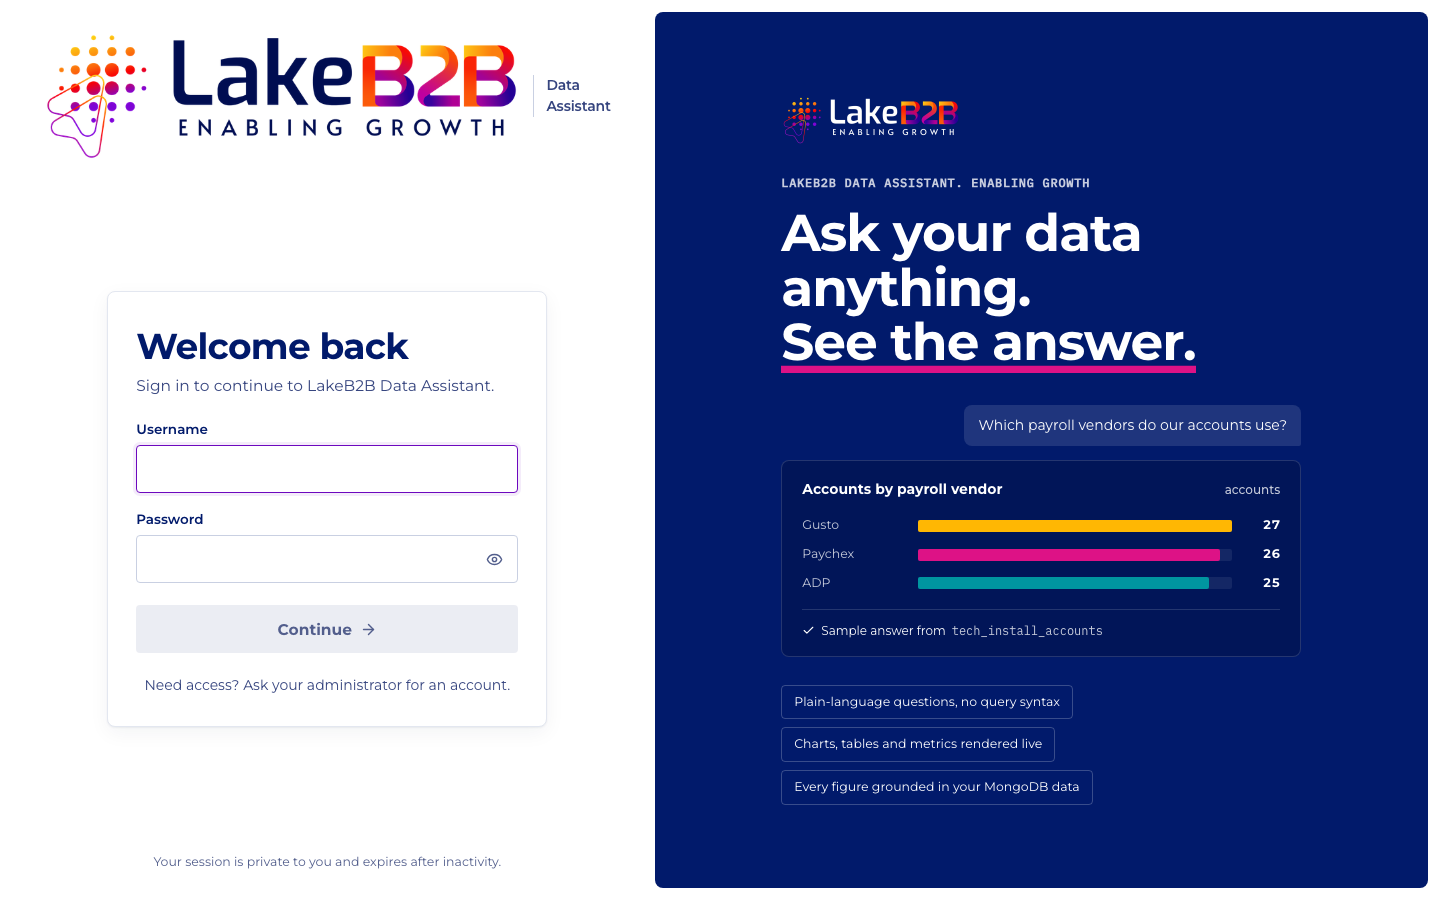 LakeB2B
ENABLING GROWTH
Data
Assistant
Welcome back
Sign in to continue to LakeB2B Data Assistant.
Username
Password
Continue →
Need access? Ask your administrator for an account.
Your session is private to you and expires after inactivity.
LakeB2B
ENABLING GROWTH
LAKEB2B DATA ASSISTANT. ENABLING GROWTH
Ask your data
anything.
See the answer.
Which payroll vendors do our accounts use?
Accounts by payroll vendor accounts
Gusto 27
Paychex 26
ADP 25
✓ Sample answer from tech_install_accounts
Plain-language questions, no query syntax
Charts, tables and metrics rendered live
Every figure grounded in your MongoDB data